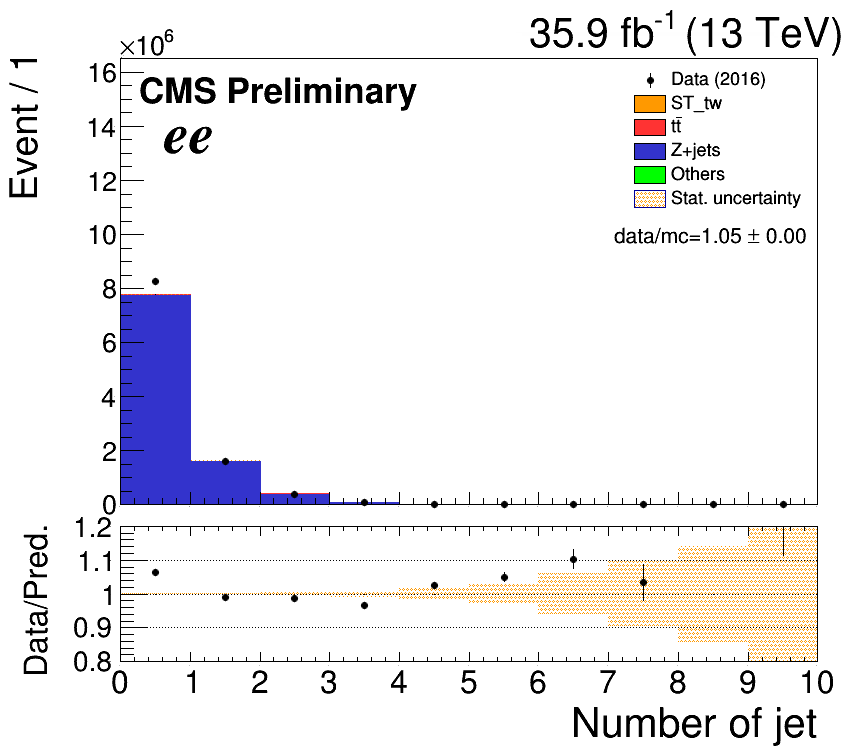 35.9 fb⁻¹ (13 TeV)
×10⁶
Event / 1
CMS Preliminary
ee
Data (2016)
ST_tw
tt̄
Z+jets
Others
Stat. uncertainty
data/mc=1.05 ± 0.00
16
14
12
10
8
6
4
2
0
Data/Pred.
1.2
1.1
1
0.9
0.8
0 1 2 3 4 5 6 7 8 9 10
Number of jet